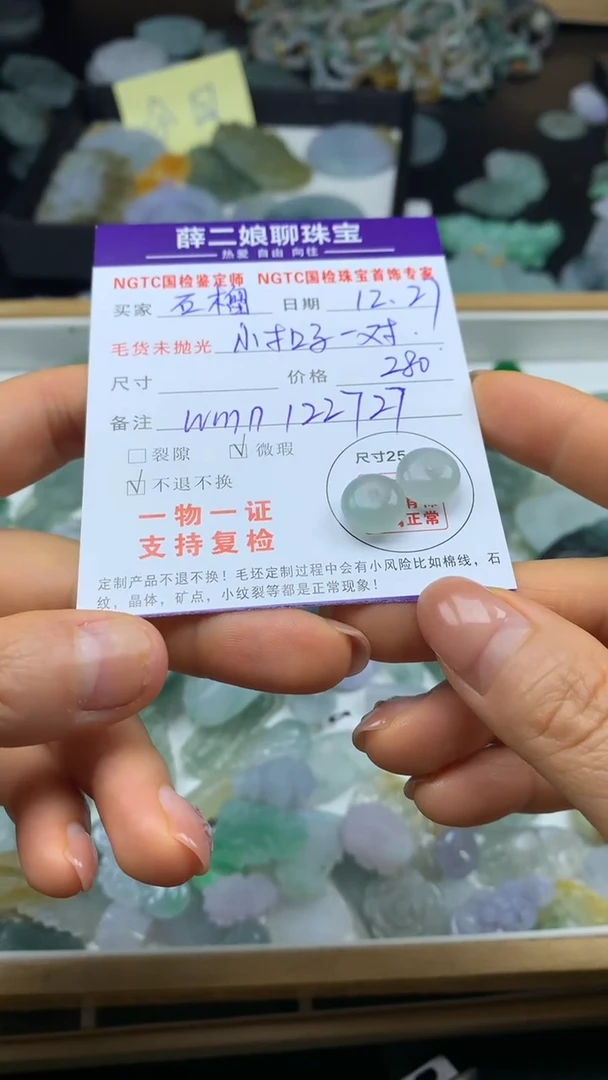 薛二娘聊珠宝
热爱 自由 向往
NGTC国检鉴定师 NGTC国检珠宝首饰专家
买家 石榴 日期 12.27
毛货未抛光 小扣子一对.
尺寸 价格 280
备注 wmn 122727
裂隙 微瑕
尺寸25
不退不换
正常
一物一证
支持复检
定制产品不退不换！毛坯定制过程中会有小风险比如棉线，石
纹，晶体，矿点，小纹裂等都是正常现象！